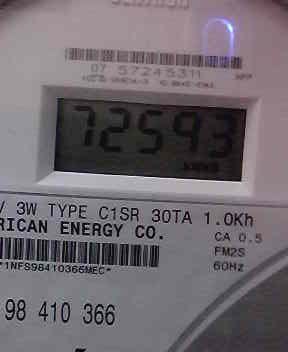 07 57245311
72593
V 3W TYPE C1SR 30TA 1.0Kh
RICAN ENERGY CO.
CA 0.5
FM2S
60Hz
*1NFS98410366MEC*
98 410 366